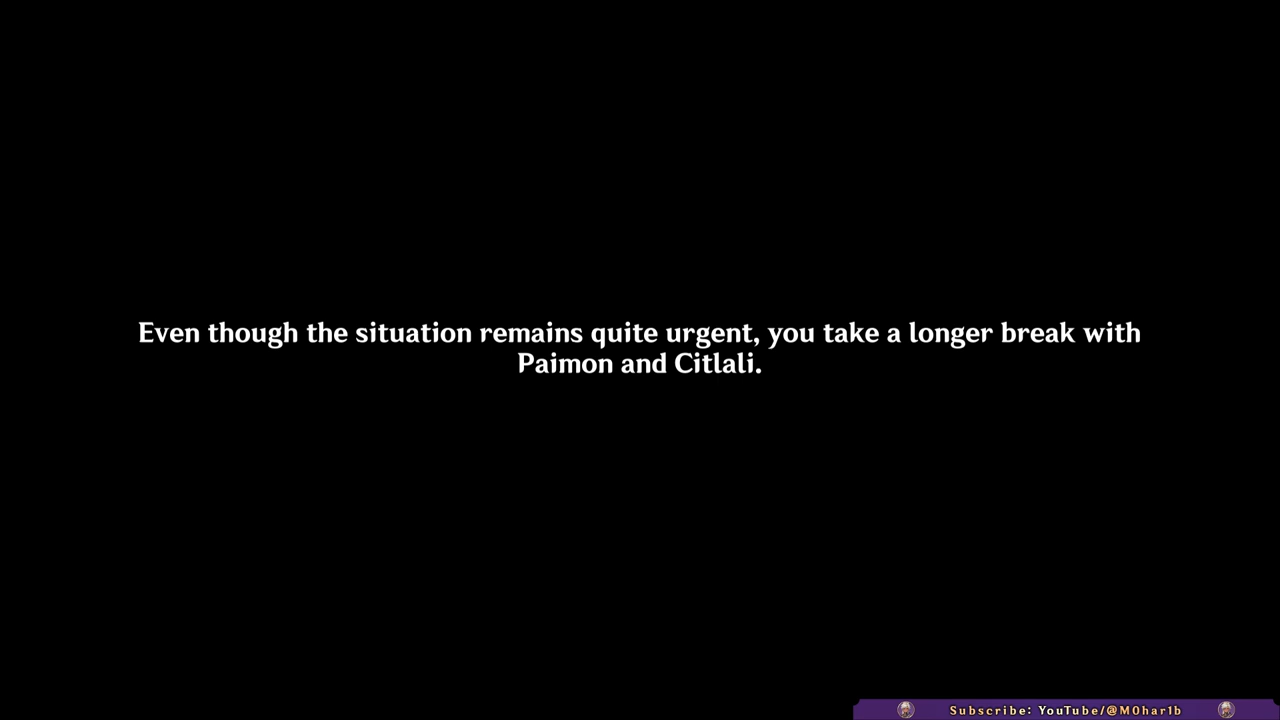 Even though the situation remains quite urgent, you take a longer break with
Paimon and Citlali.
Subscribe: YouTube/@M0har1b